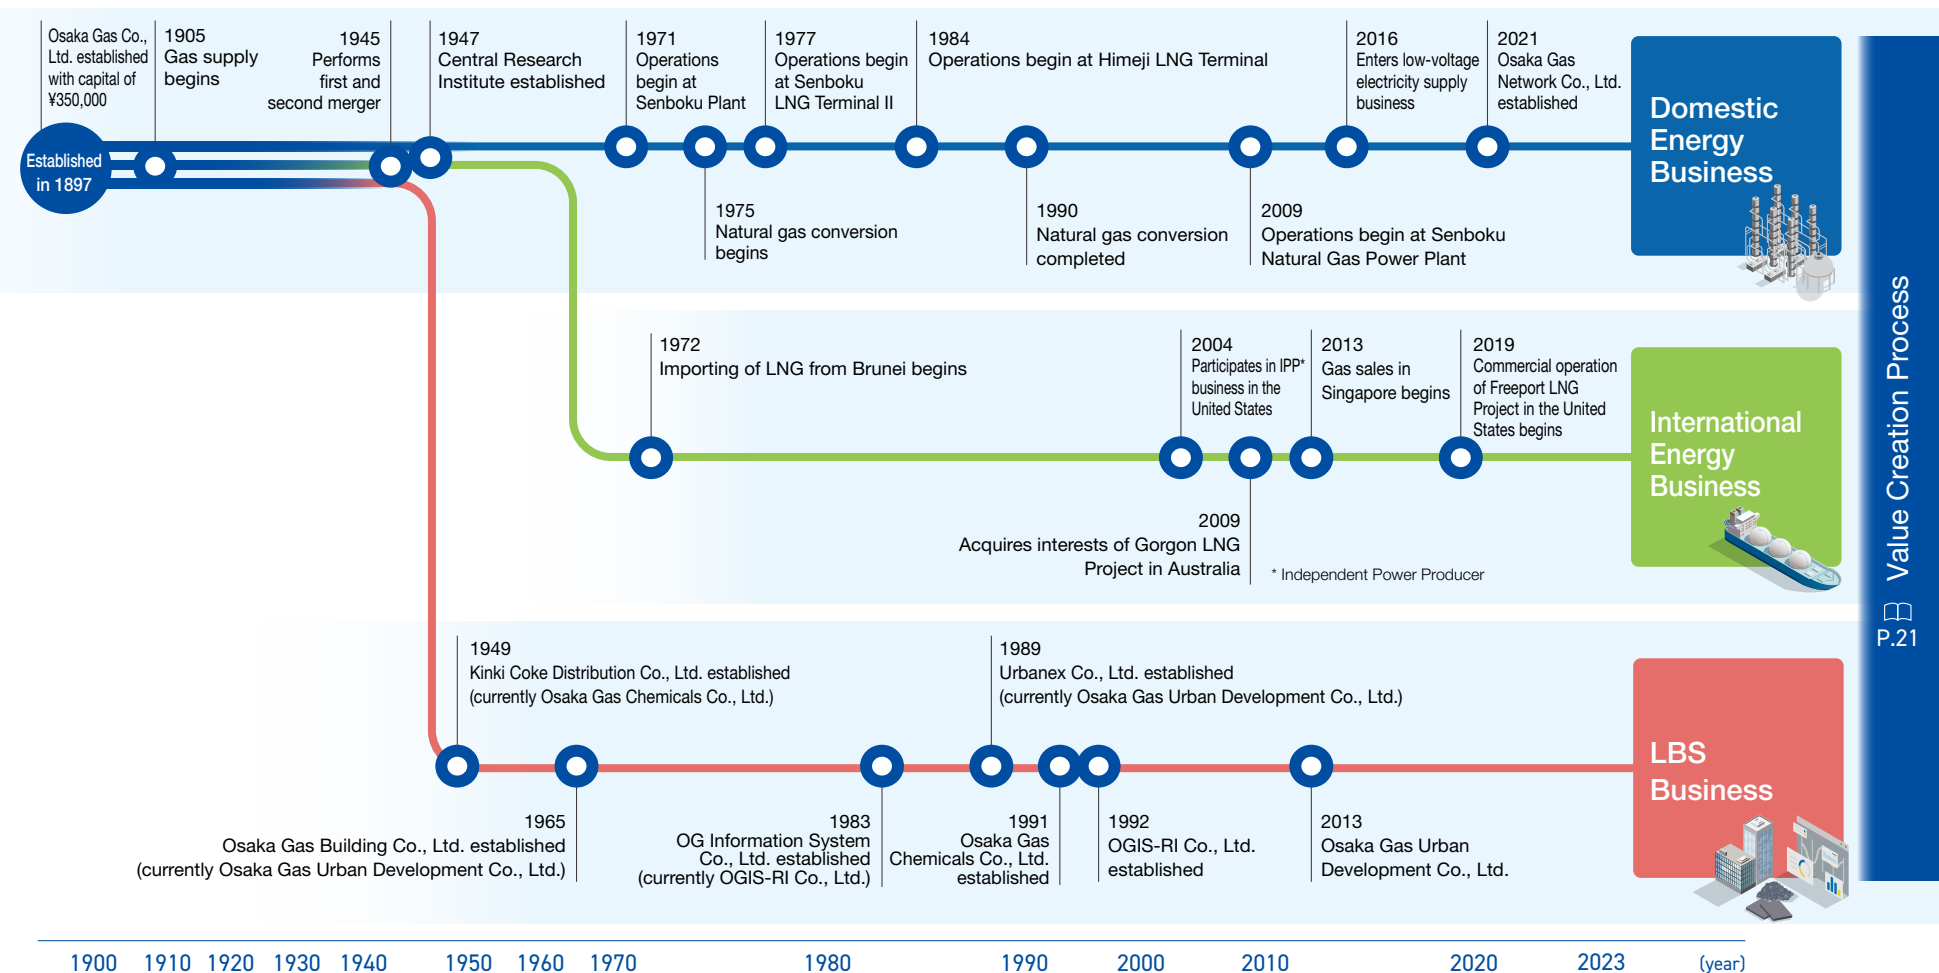 Osaka Gas Co.,
Ltd. established
with capital of
¥350,000
1905
Gas supply
begins
1945
Performs
first and
second merger
1947
Central Research
Institute established
1971
Operations
begin at
Senboku Plant
1977
Operations begin
at Senboku
LNG Terminal II
1984
Operations begin at Himeji LNG Terminal
2016
Enters low-voltage
electricity supply
business
2021
Osaka Gas
Network Co., Ltd.
established
Established
in 1897
1975
Natural gas conversion
begins
1990
Natural gas conversion
completed
2009
Operations begin at Senboku
Natural Gas Power Plant
Domestic
Energy
Business
1972
Importing of LNG from Brunei begins
2004
Participates in IPP*
business in the
United States
2013
Gas sales in
Singapore begins
2019
Commercial operation
of Freeport LNG
Project in the United
States begins
2009
Acquires interests of Gorgon LNG
Project in Australia
* Independent Power Producer
International
Energy
Business
1949
Kinki Coke Distribution Co., Ltd. established
(currently Osaka Gas Chemicals Co., Ltd.)
1989
Urbanex Co., Ltd. established
(currently Osaka Gas Urban Development Co., Ltd.)
1965
Osaka Gas Building Co., Ltd. established
(currently Osaka Gas Urban Development Co., Ltd.)
1983
OG Information System
Co., Ltd. established
(currently OGIS-RI Co., Ltd.)
1991
Osaka Gas
Chemicals Co., Ltd.
established
1992
OGIS-RI Co., Ltd.
established
2013
Osaka Gas Urban
Development Co., Ltd.
LBS
Business
Value Creation Process
P.21
1900 1910 1920 1930 1940 1950 1960 1970 1980 1990 2000 2010 2020 2023 (year)